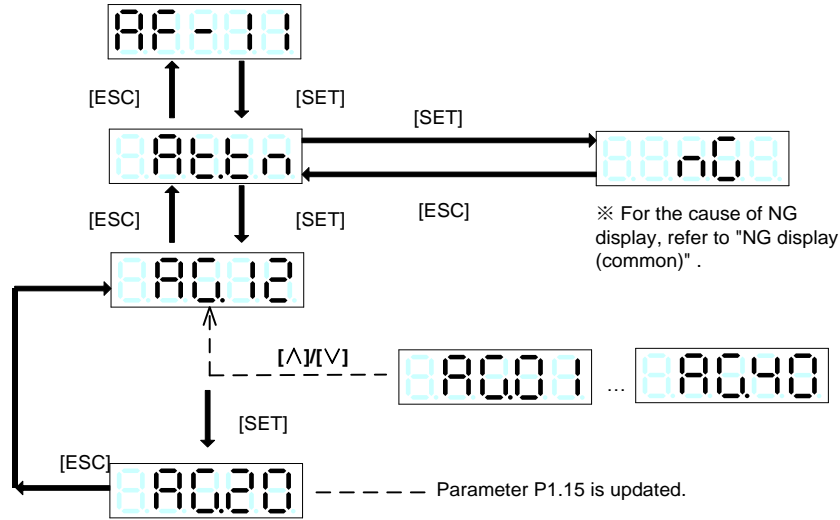 AF-11
[ESC] [SET]
[SET]
At.tn
nG
[ESC]
[ESC] [SET]
※ For the cause of NG
display, refer to "NG display
(common)" .
AG.12
[∧]/[∨]
AG.01 ... AG.40
[SET]
[ESC]
AG.20
Parameter P1.15 is updated.